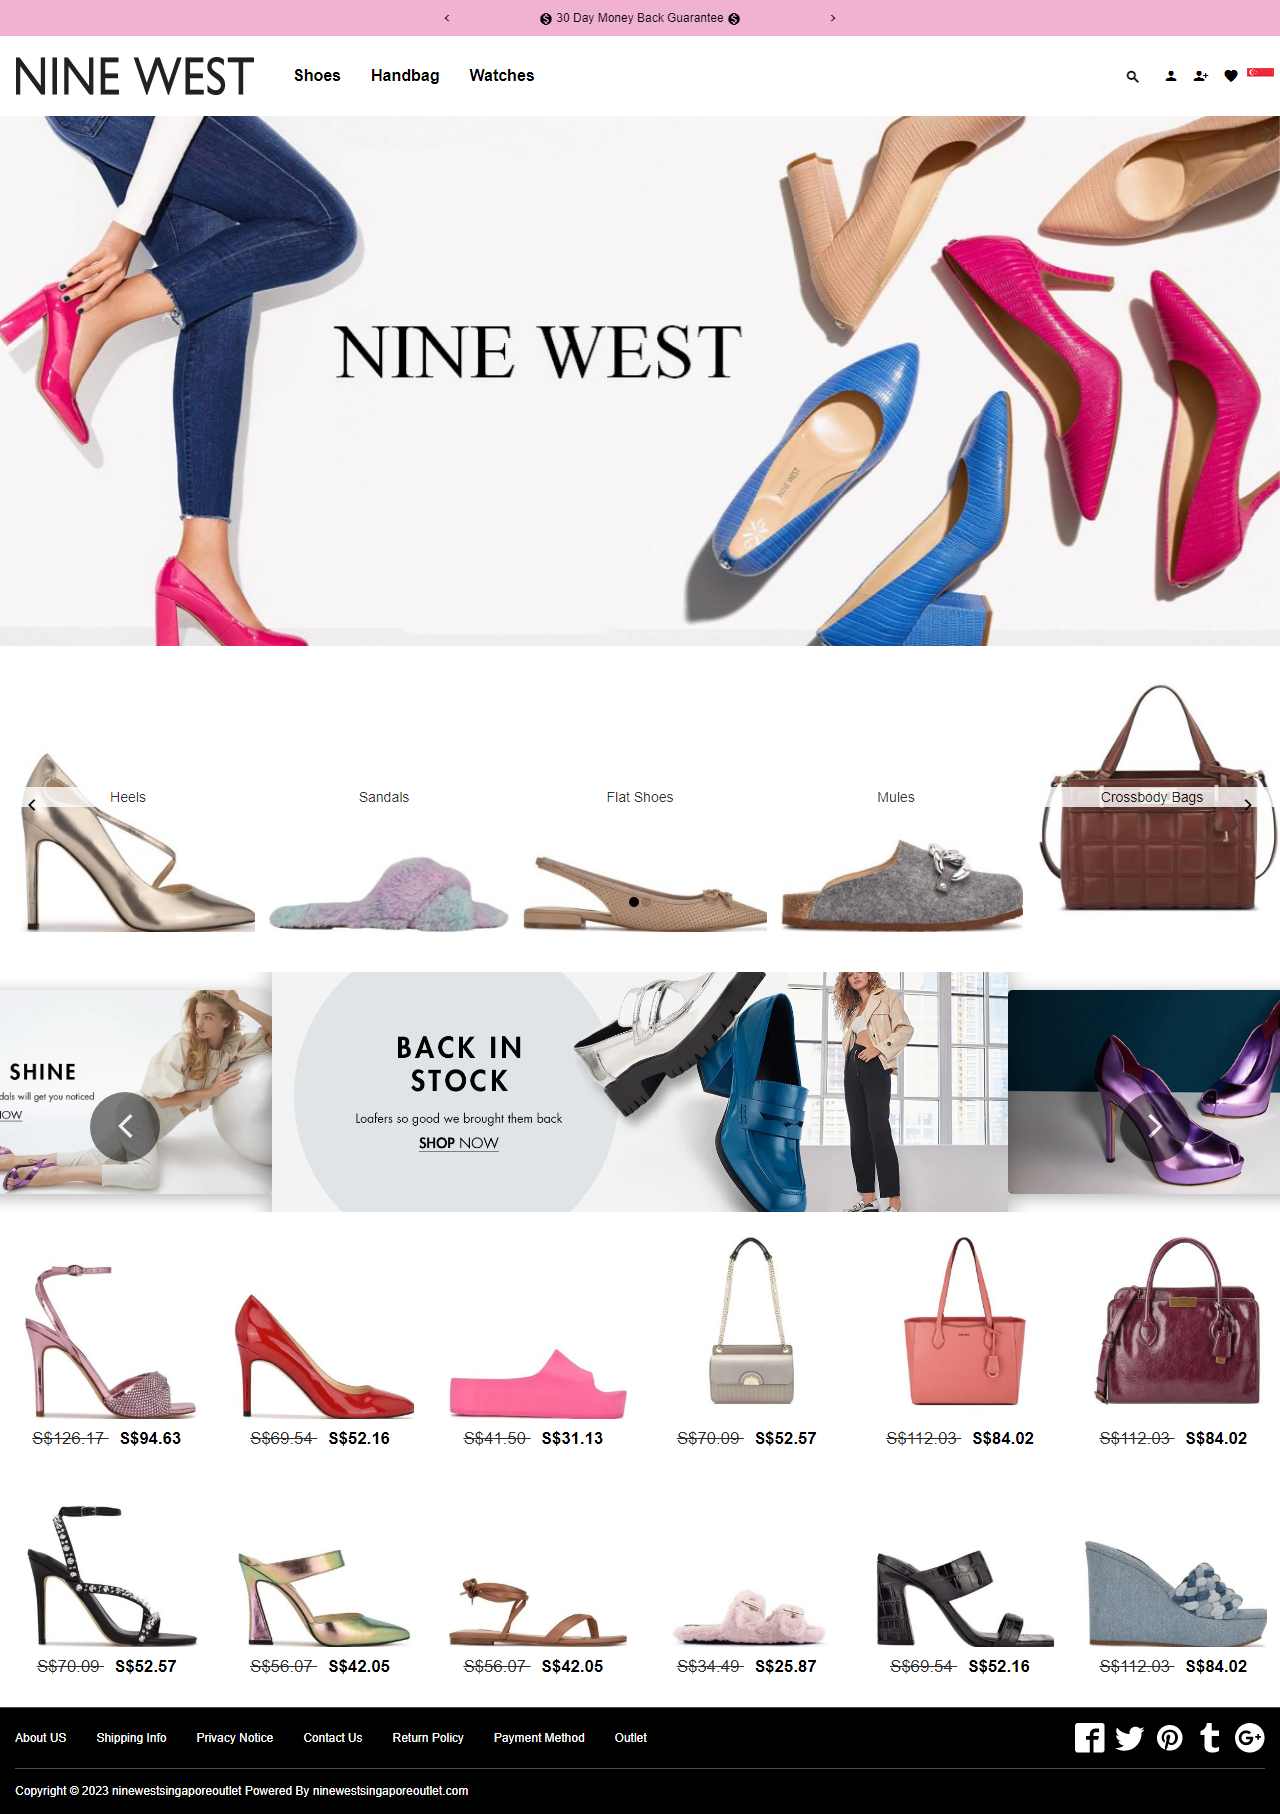 30 Day Money Back Guarantee
NINE WEST
Shoes
Handbag
Watches
NINE WEST
NINE WEST
Heels
Sandals
Flat Shoes
Mules
Crossbody Bags
SHINE
dals will get you noticed
NOW
BACK IN
STOCK
Loafers so good we brought them back
SHOP NOW
S$126.17 S$94.63
S$69.54 S$52.16
S$41.50 S$31.13
S$70.09 S$52.57
S$112.03 S$84.02
S$112.03 S$84.02
S$70.09 S$52.57
S$56.07 S$42.05
S$56.07 S$42.05
S$34.49 S$25.87
S$69.54 S$52.16
S$112.03 S$84.02
About US
Shipping Info
Privacy Notice
Contact Us
Return Policy
Payment Method
Outlet
Copyright © 2023 ninewestsingaporeoutlet Powered By ninewestsingaporeoutlet.com